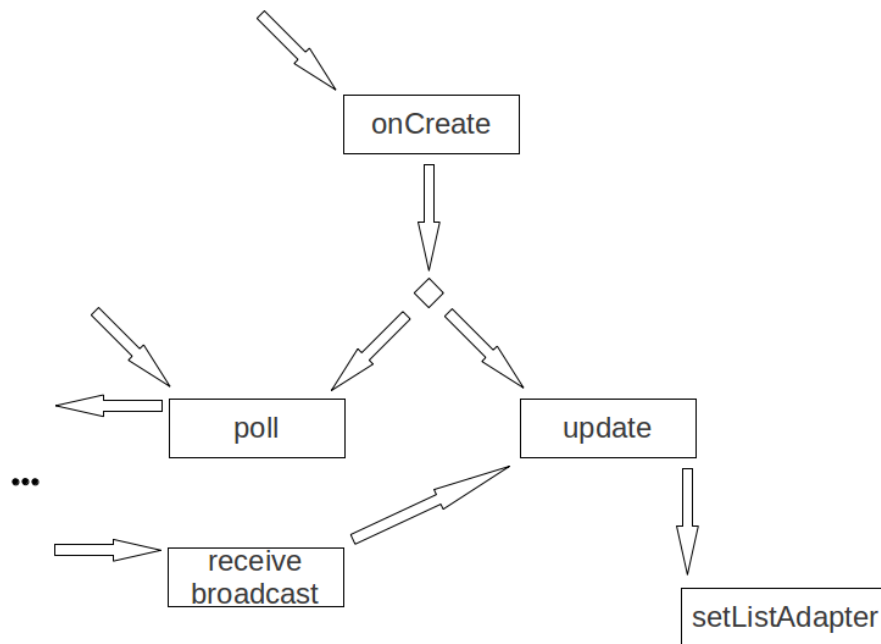 onCreate
poll
update
...
receive
broadcast
setListAdapter